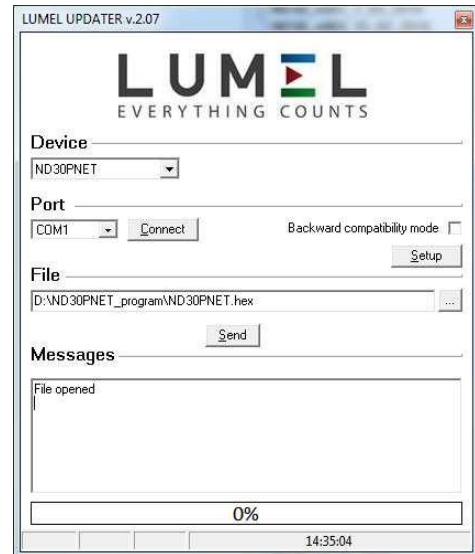 LUMEL UPDATER v.2.07
LUMEL
EVERYTHING COUNTS
Device
ND30PNET
Port
COM1 Connect Backward compatibility mode
Setup
File
D:\ND30PNET_program\ND30PNET.hex ...
Send
Messages
File opened
0%
14:35:04